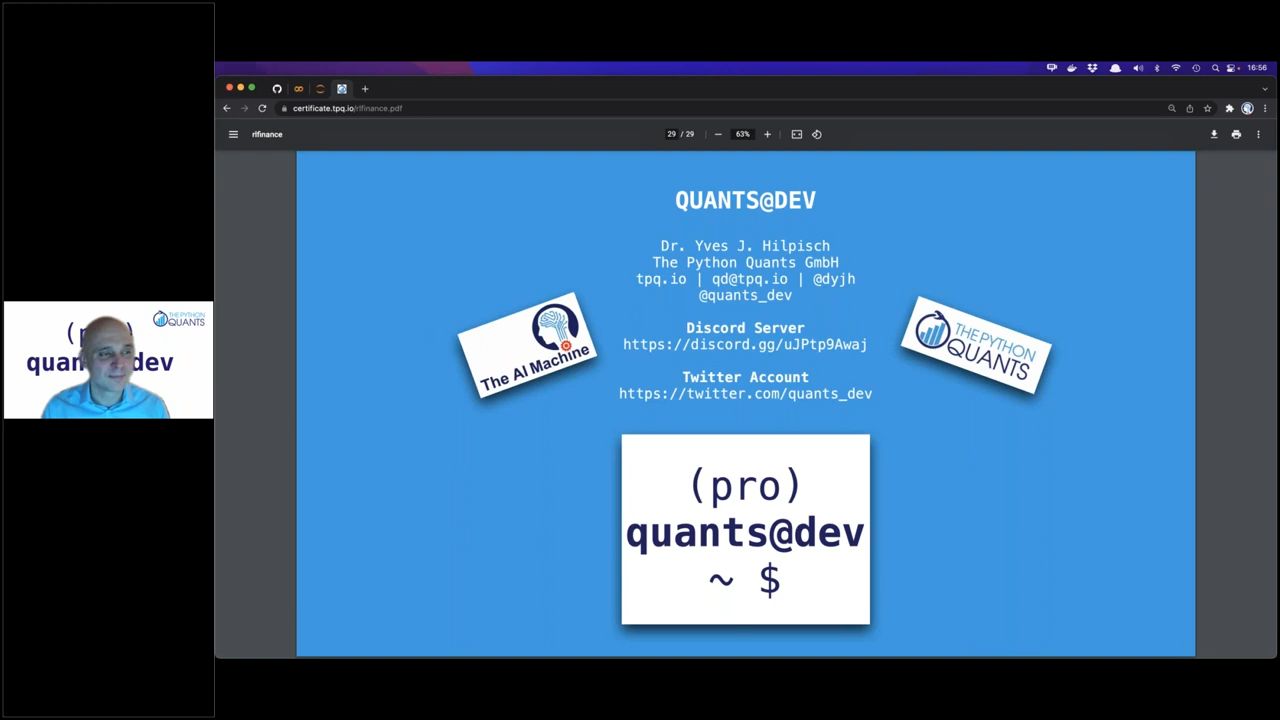 16:56
certificate.tpq.io/rlfinance.pdf
rlfinance
29 / 29
63%
QUANTS@DEV
Dr. Yves J. Hilpisch
The Python Quants GmbH
tpq.io | qd@tpq.io | @dyjh
@quants_dev
Discord Server
https://discord.gg/uJPtp9Awaj
Twitter Account
https://twitter.com/quants_dev
The AI Machine
THE PYTHON
QUANTS
(pro)
quants@dev
~ $
THE PYTHON
QUANTS